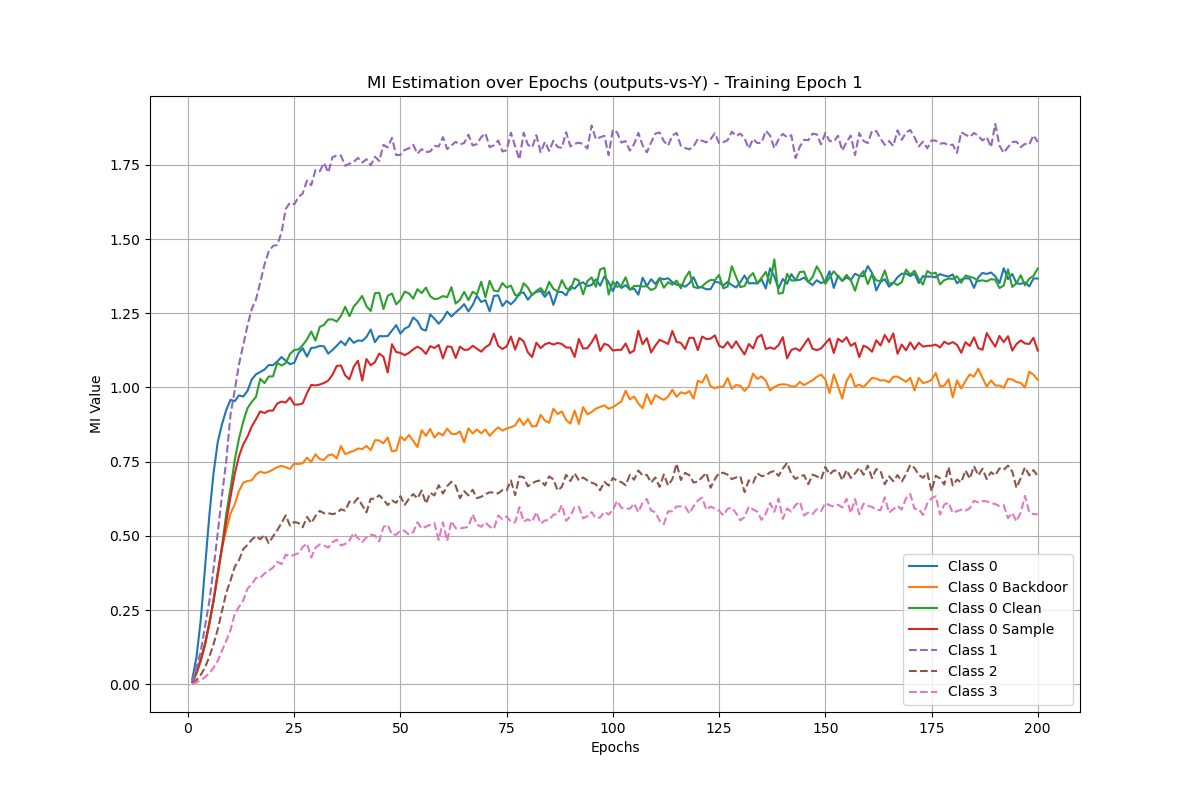 MI Estimation over Epochs (outputs-vs-Y) - Training Epoch 1
MI Value
1.75
1.50
1.25
1.00
0.75
0.50
0.25
0.00
0
25
50
75
100
125
150
175
200
Epochs
Class 0
Class 0 Backdoor
Class 0 Clean
Class 0 Sample
Class 1
Class 2
Class 3